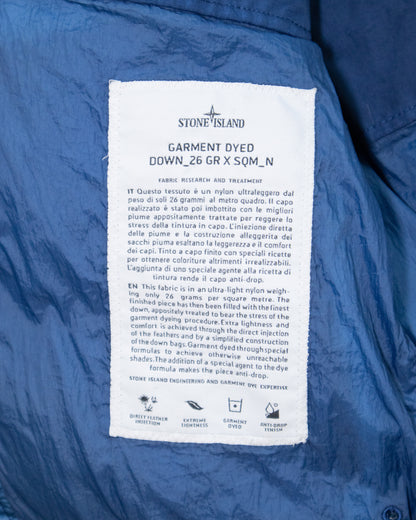 STONE ISLAND
GARMENT DYED
DOWN_26 GR X SQM_N
FABRIC RESEARCH AND TREATMENT
IT Questo tessuto è un nylon ultraleggero dal
peso di soli 26 grammi al metro quadro. Il capo
realizzato è stato poi imbottito con le migliori
piume appositamente trattate per reggere lo
stress della tintura in capo. L'iniezione diretta
delle piume e la costruzione alleggerita dei
sacchi piuma esaltano la leggerezza e il comfort
dei capi. Tinto a capo finito con speciali ricette
per ottenere coloriture altrimenti irrealizzabili.
L'aggiunta di uno speciale agente alla ricetta di
tintura rende il capo anti-drop.
EN This fabric is in an ultra-light nylon weigh-
ing only 26 grams per square metre. The
finished piece has then been filled with the finest
down, appositely treated to bear the stress of the
garment dyeing procedure. Extra lightness and
comfort is achieved through the direct injection
of the feathers and by a simplified construction
of the down bags. Garment dyed through special
formulas to achieve otherwise unreachable
shades. The addition of a special agent to the dye
formula makes the piece anti-drop.
STONE ISLAND ENGINEERING AND GARMENT DYE EXPERTISE
DIRECT FEATHER
INJECTION
EXTREME
LIGHTNESS
GARMENT
DYED
ANTI-DROP
FINISH